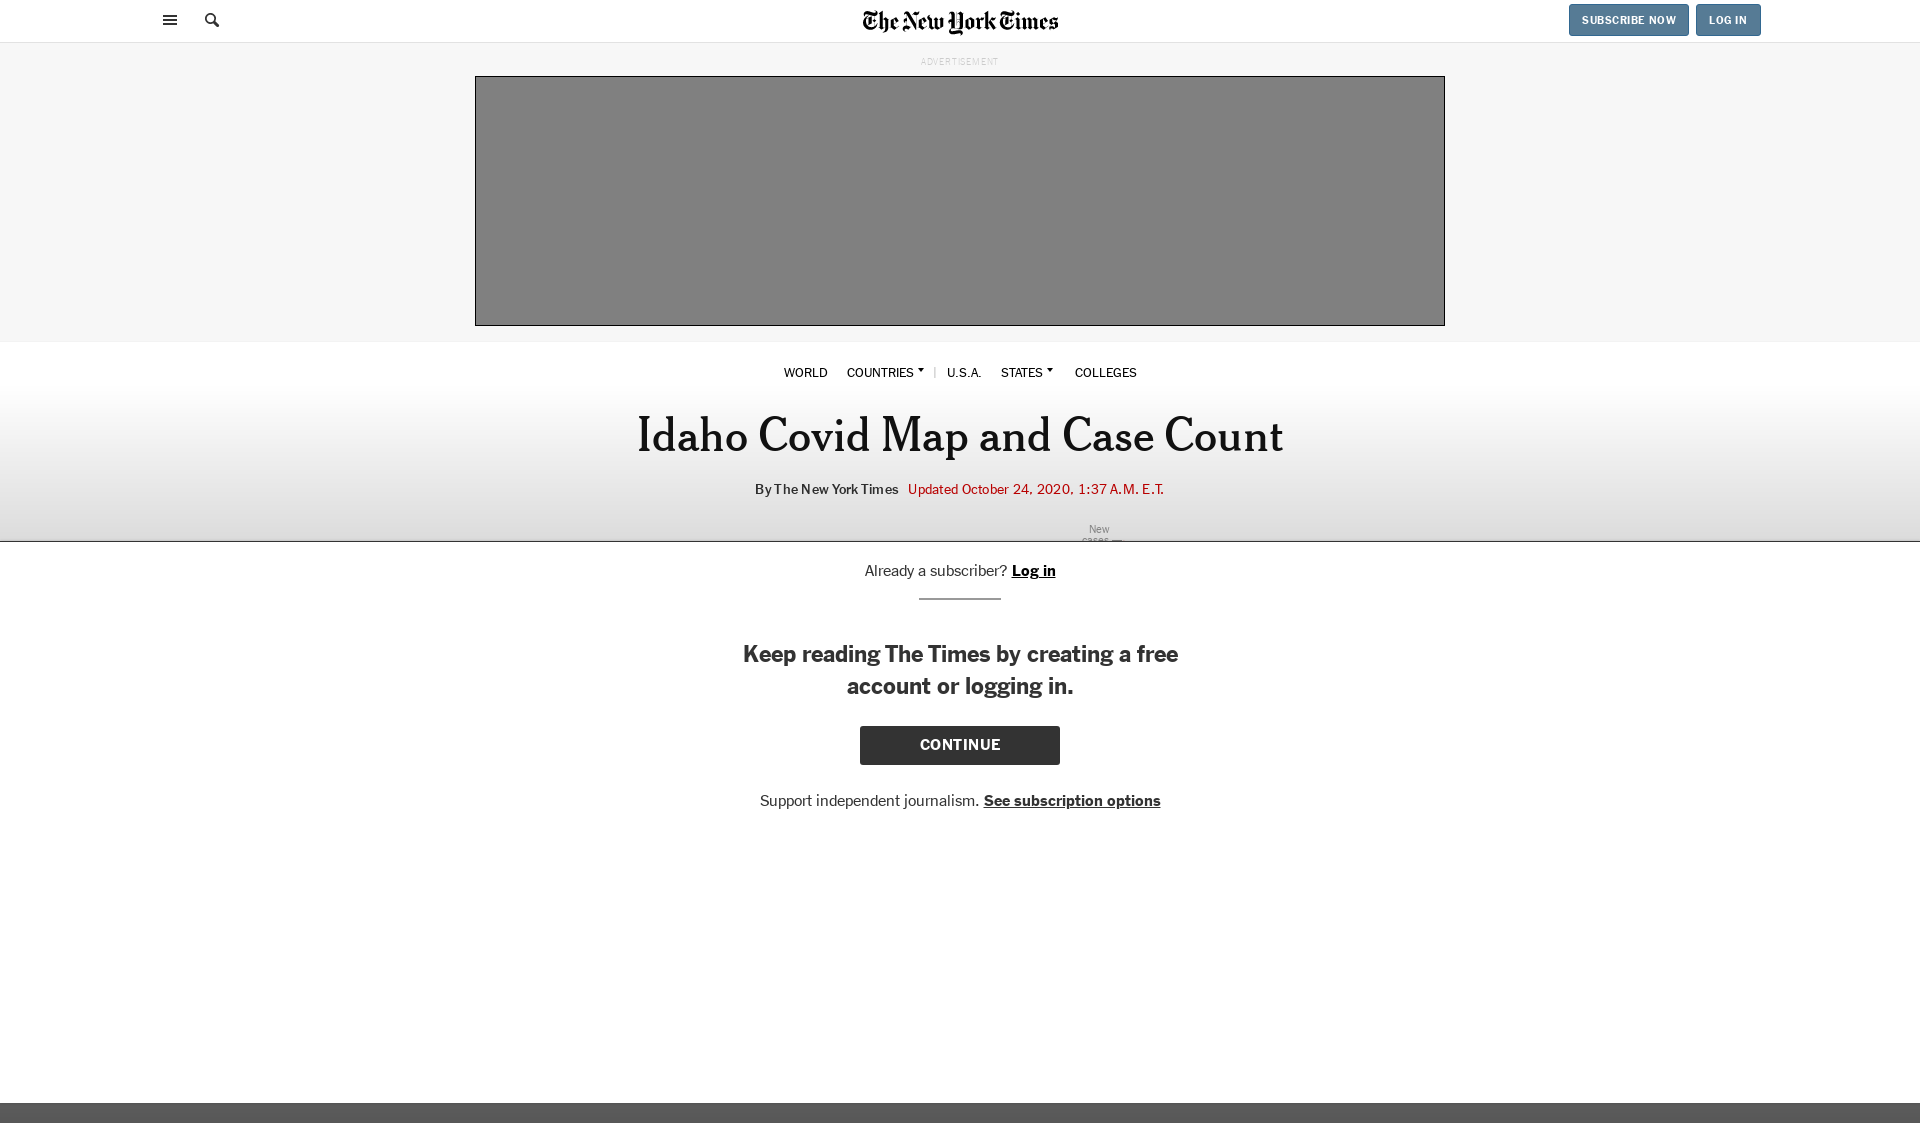 The New York Times
SUBSCRIBE NOW
LOG IN
ADVERTISEMENT
WORLD COUNTRIES | U.S.A. STATES COLLEGES
Idaho Covid Map and Case Count
By The New York Times Updated October 24, 2020, 1:37 A.M. E.T.
New
cases —
Already a subscriber? Log in
Keep reading The Times by creating a free
account or logging in.
CONTINUE
Support independent journalism. See subscription options